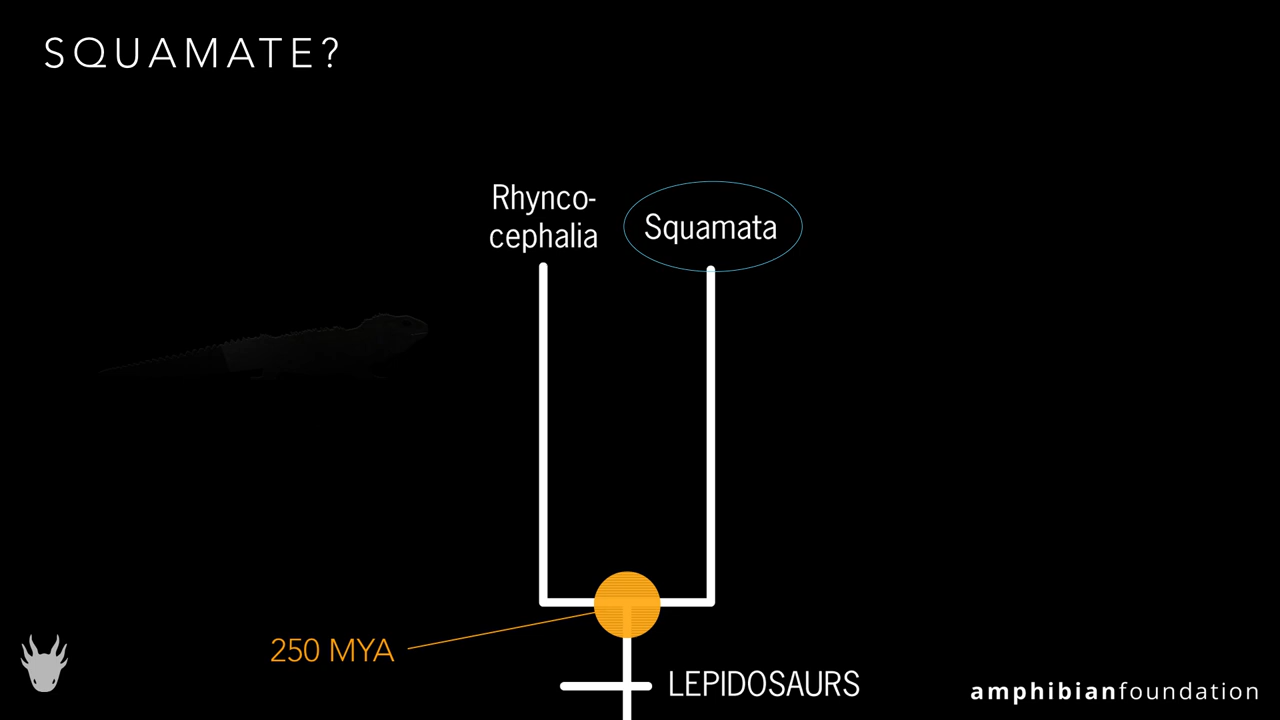 SQUAMATE?
Rhynco-
cephalia
Squamata
250 MYA
LEPIDOSAURS
amphibianfoundation